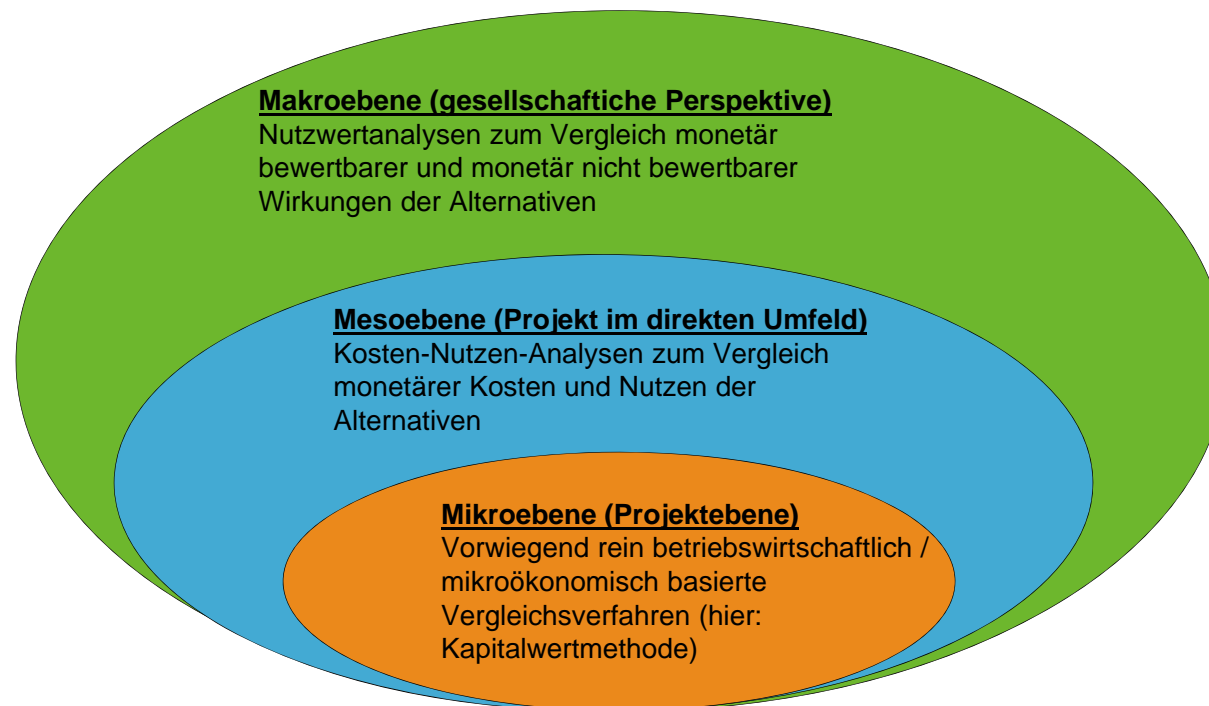 Makroebene (gesellschaftiche Perspektive)
Nutzwertanalysen zum Vergleich monetär
bewertbarer und monetär nicht bewertbarer
Wirkungen der Alternativen
Mesoebene (Projekt im direkten Umfeld)
Kosten-Nutzen-Analysen zum Vergleich
monetärer Kosten und Nutzen der
Alternativen
Mikroebene (Projektebene)
Vorwiegend rein betriebswirtschaftlich /
mikroökonomisch basierte
Vergleichsverfahren (hier:
Kapitalwertmethode)